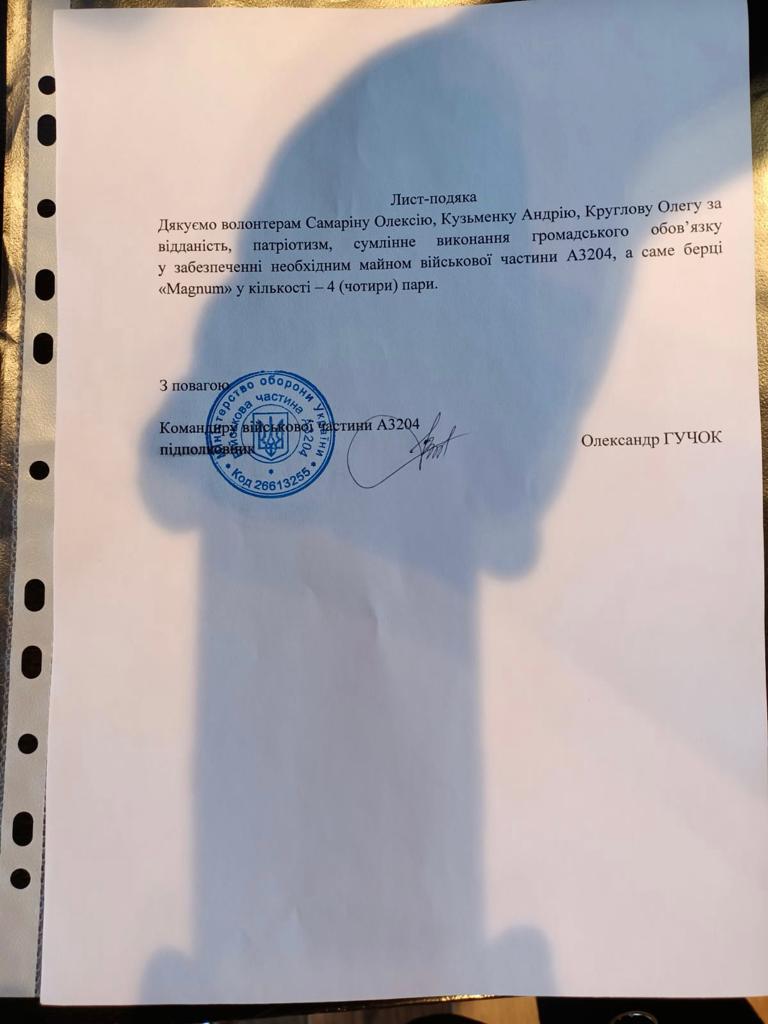 Лист-подяка
Дякуємо волонтерам Самаріну Олексію, Кузьменку Андрію, Круглову Олегу за
відданість, патріотизм, сумлінне виконання громадського обов’язку
у забезпеченні необхідним майном військової частини А3204, а саме берці
«Magnum» у кількості – 4 (чотири) пари.
З повагою
Командир військової частини А3204
підполковник
Олександр ГУЧОК
Міністерство оборони України
Військова частина А3204
Код 26613255